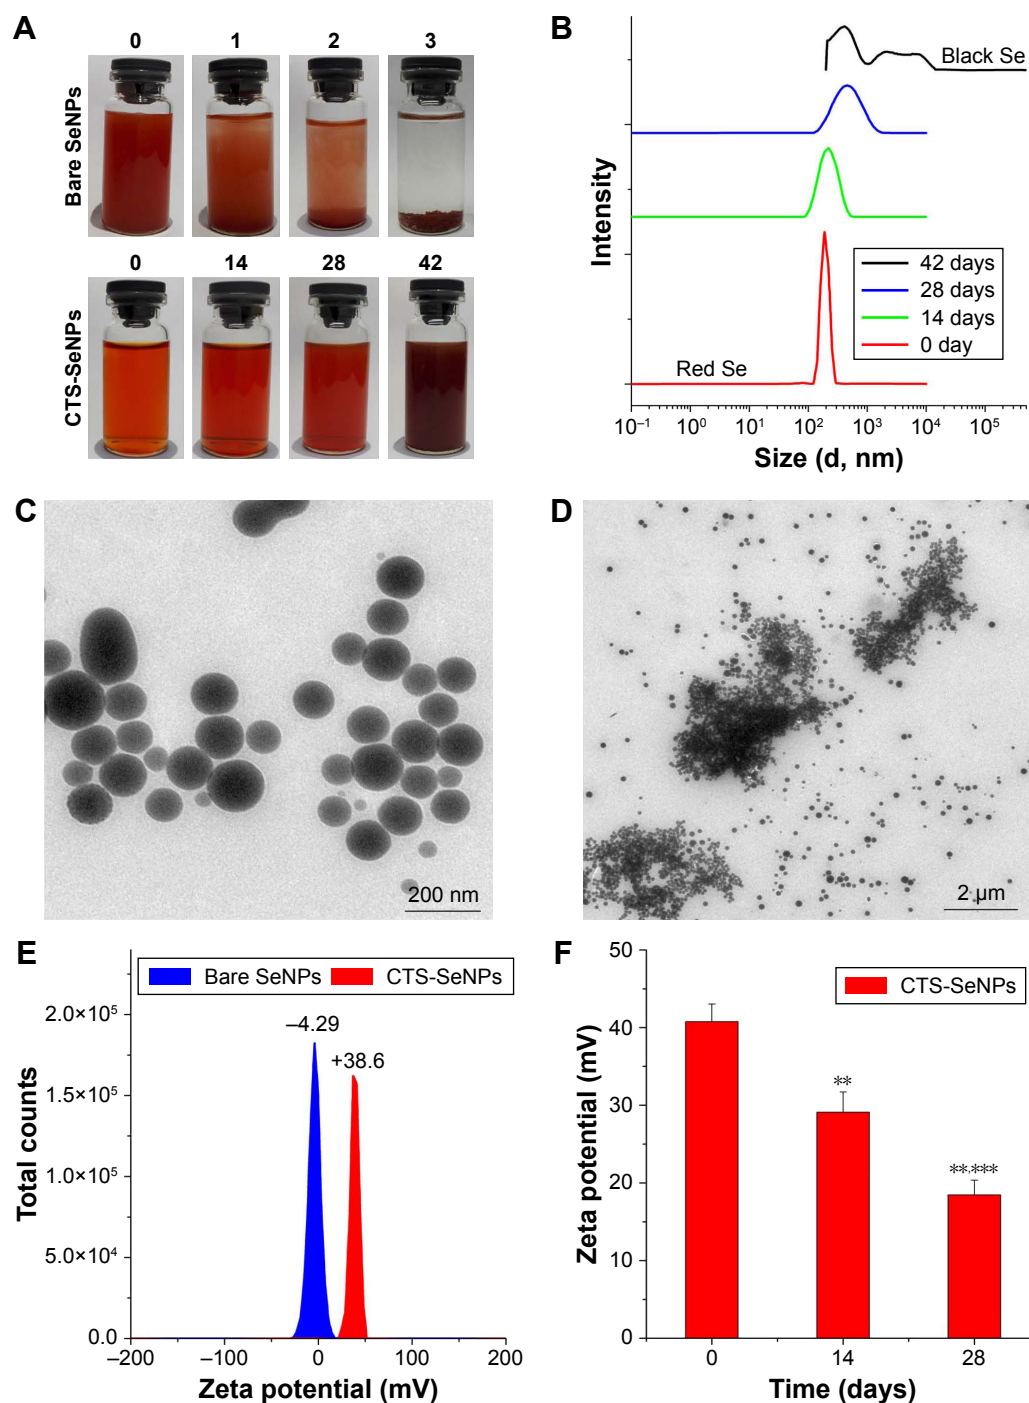 A
0 1 2 3
Bare SeNPs
0 14 28 42
CTS-SeNPs
B
Intensity
Black Se
42 days
28 days
14 days
0 day
Red Se
10⁻¹ 10⁰ 10¹ 10² 10³ 10⁴ 10⁵
Size (d, nm)
C
200 nm
D
2 µm
E
Bare SeNPs CTS-SeNPs
–4.29
+38.6
Total counts
2.0×10⁵
1.5×10⁵
1.0×10⁵
5.0×10⁴
0.0
–200 –100 0 100 200
Zeta potential (mV)
F
CTS-SeNPs
Zeta potential (mV)
50
40
30
20
10
0
**
**,***
0 14 28
Time (days)